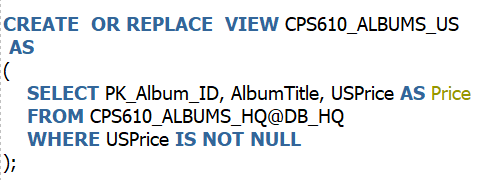 CREATE OR REPLACE VIEW CPS610_ALBUMS_US
AS
(
SELECT PK_Album_ID, AlbumTitle, USPrice AS Price
FROM CPS610_ALBUMS_HQ@DB_HQ
WHERE USPrice IS NOT NULL
);